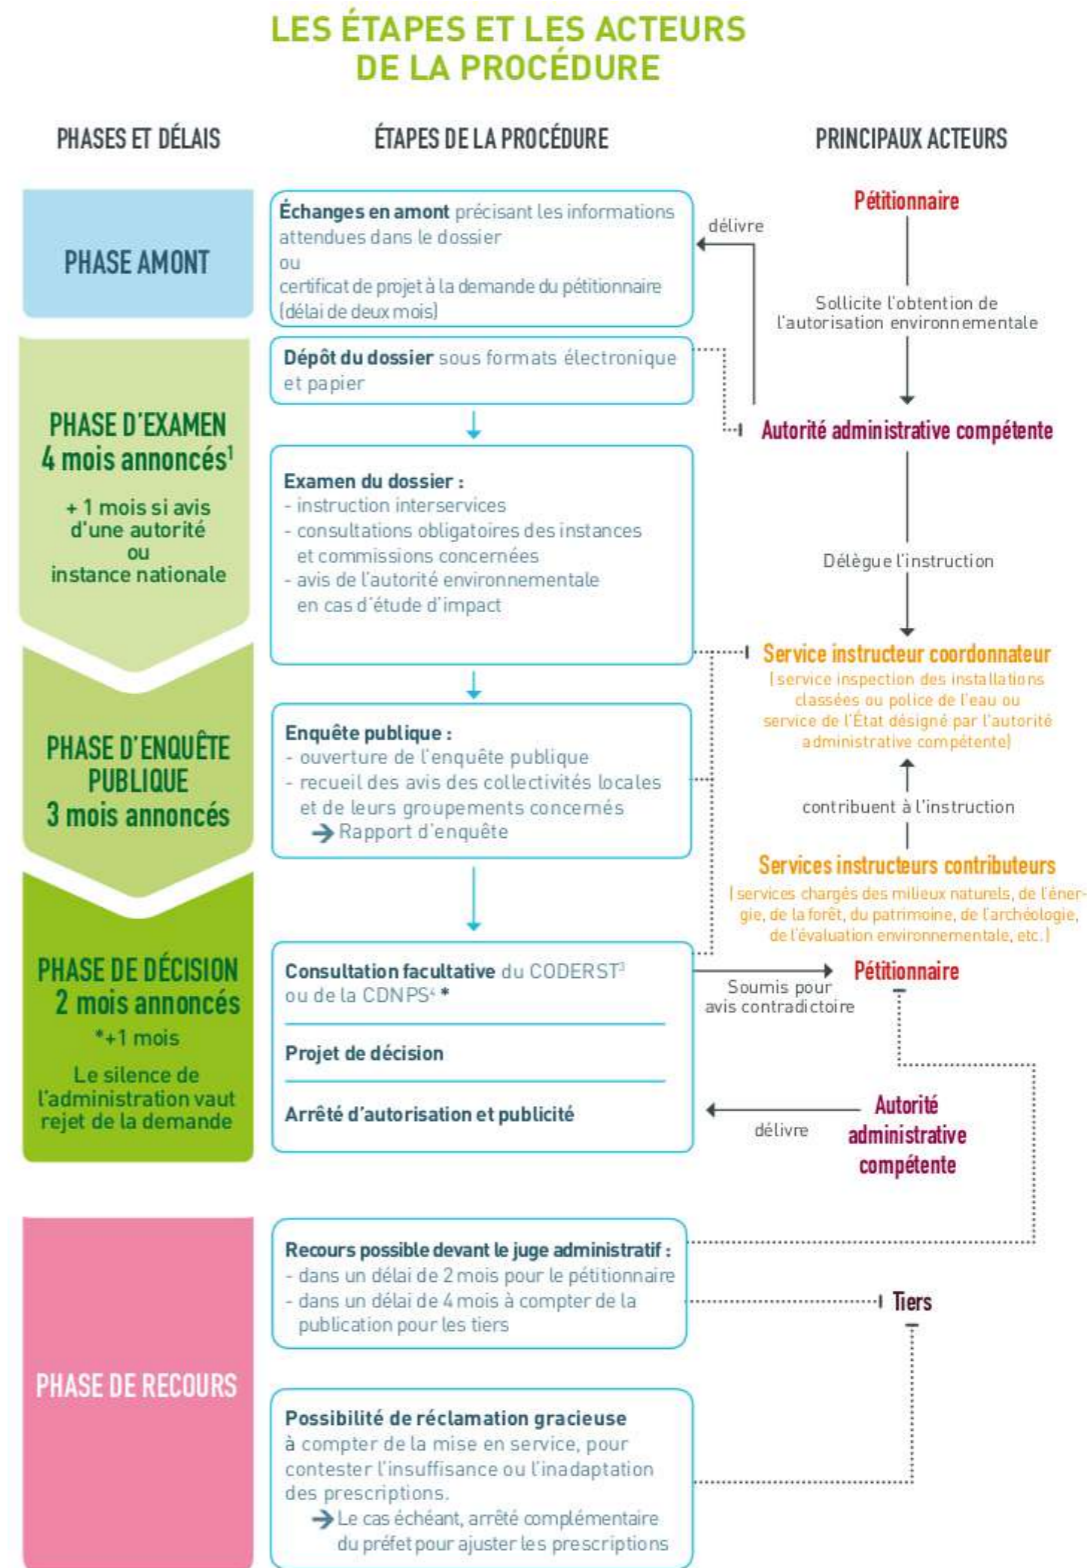 LES ÉTAPES ET LES ACTEURS
DE LA PROCÉDURE
PHASES ET DÉLAIS
ÉTAPES DE LA PROCÉDURE
PRINCIPAUX ACTEURS
PHASE AMONT
Échanges en amont précisant les informations
attendues dans le dossier
ou
certificat de projet à la demande du pétitionnaire
(délai de deux mois)
délivre
Pétitionnaire
Sollicite l'obtention de
l'autorisation environnementale
PHASE D'EXAMEN
4 mois annoncés¹
+ 1 mois si avis
d'une autorité
ou
instance nationale
Dépôt du dossier sous formats électronique
et papier
Autorité administrative compétente
Examen du dossier :
- instruction interservices
- consultations obligatoires des instances
et commissions concernées
- avis de l'autorité environnementale
en cas d'étude d'impact
Délègue l'instruction
Service instructeur coordonnateur
(service inspection des installations
classées ou police de l'eau ou
service de l'État désigné par l'autorité
administrative compétente)
PHASE D'ENQUÊTE
PUBLIQUE
3 mois annoncés
Enquête publique :
- ouverture de l'enquête publique
- recueil des avis des collectivités locales
et de leurs groupements concernés
→ Rapport d'enquête
contribuent à l'instruction
Services instructeurs contributeurs
(services chargés des milieux naturels, de l'éner-
gie, de la forêt, du patrimoine, de l'archéologie,
de l'évaluation environnementale, etc.)
PHASE DE DÉCISION
2 mois annoncés
*+1 mois
Le silence de
l'administration vaut
rejet de la demande
Consultation facultative du CODERST³
ou de la CDNPS⁴ *
Projet de décision
Arrêté d'autorisation et publicité
Soumis pour
avis contradictoire
Pétitionnaire
délivre
Autorité
administrative
compétente
PHASE DE RECOURS
Recours possible devant le juge administratif :
- dans un délai de 2 mois pour le pétitionnaire
- dans un délai de 4 mois à compter de la
publication pour les tiers
Tiers
Possibilité de réclamation gracieuse
à compter de la mise en service, pour
contester l'insuffisance ou l'inadaptation
des prescriptions.
→ Le cas échéant, arrêté complémentaire
du préfet pour ajuster les prescriptions